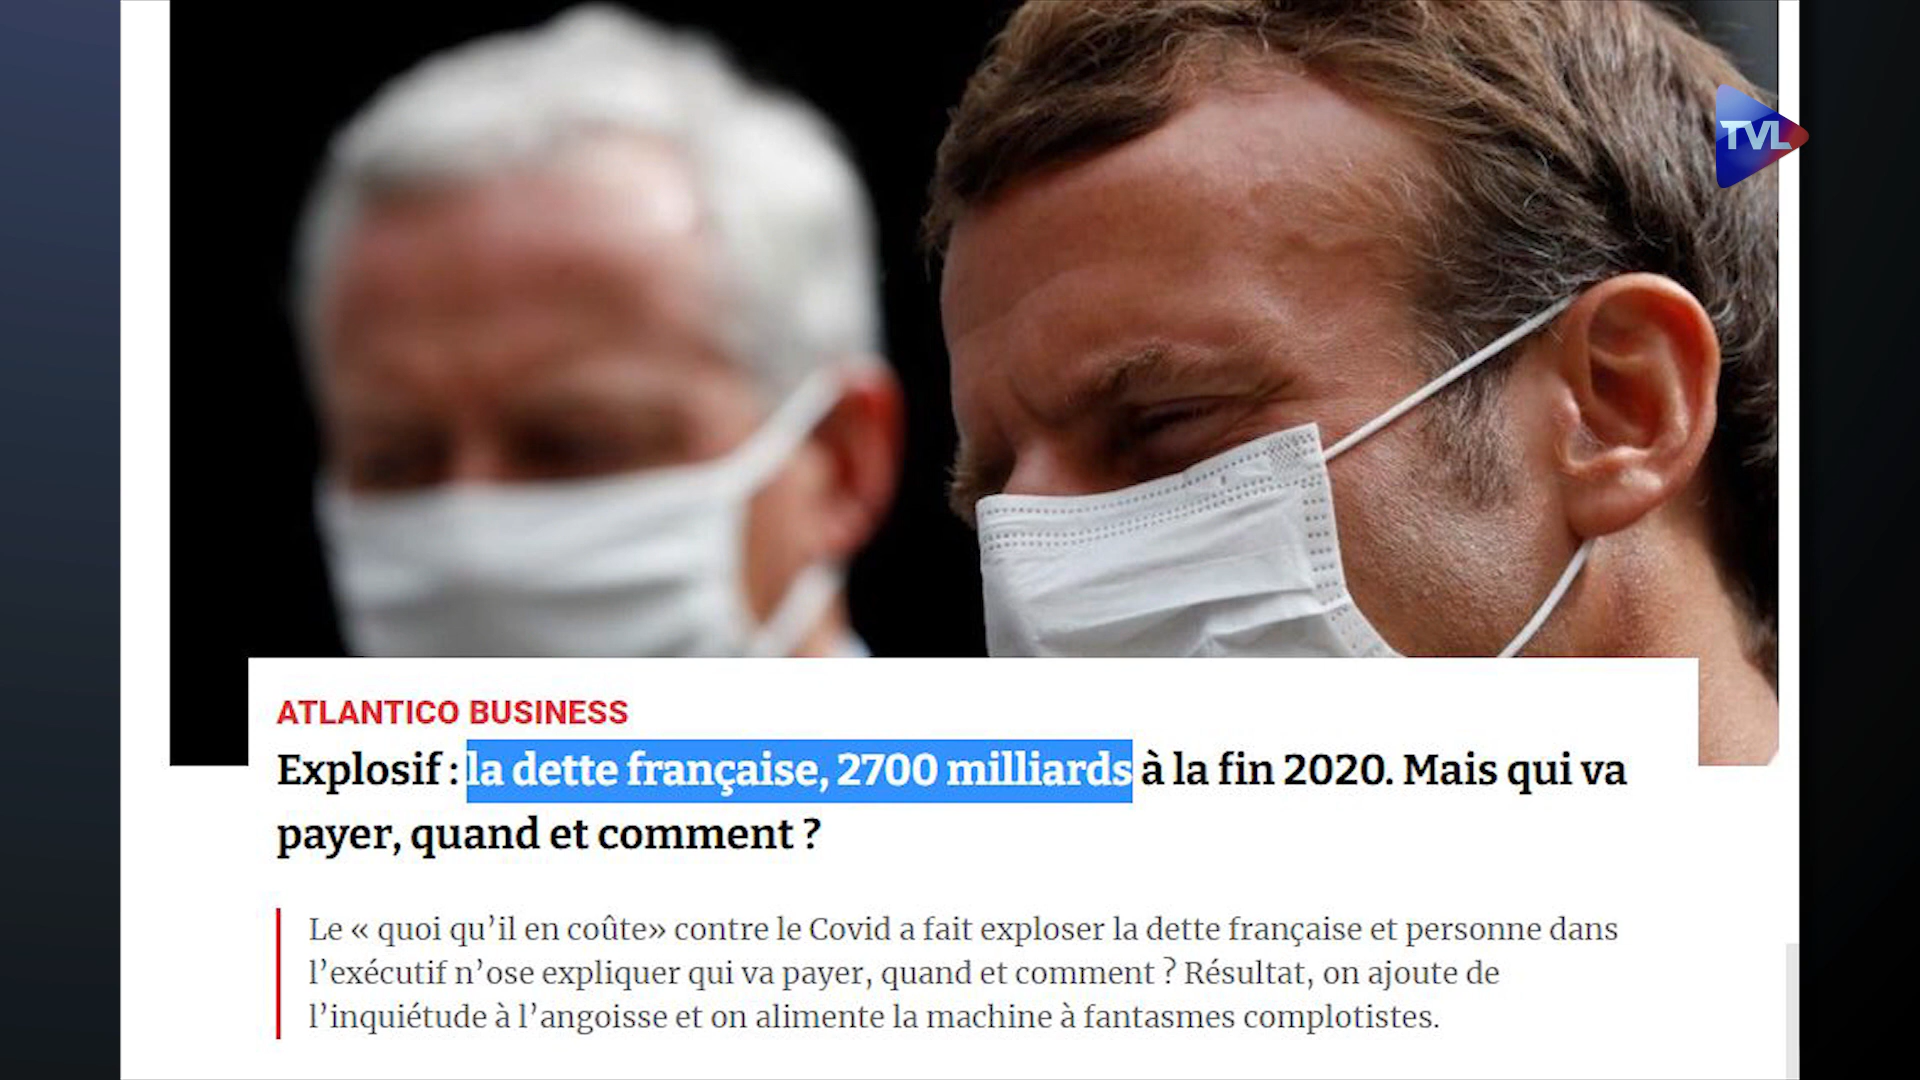 TVL
ATLANTICO BUSINESS
Explosif : la dette française, 2700 milliards à la fin 2020. Mais qui va
payer, quand et comment ?
Le « quoi qu’il en coûte» contre le Covid a fait exploser la dette française et personne dans
l’exécutif n’ose expliquer qui va payer, quand et comment ? Résultat, on ajoute de
l’inquiétude à l’angoisse et on alimente la machine à fantasmes complotistes.